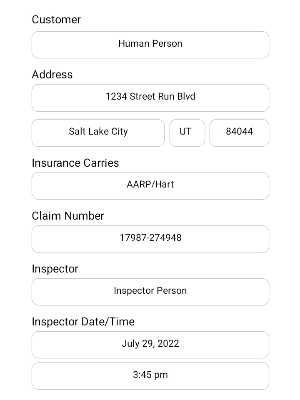 Customer
Human Person
Address
1234 Street Run Blvd
Salt Lake City UT 84044
Insurance Carries
AARP/Hart
Claim Number
17987-274948
Inspector
Inspector Person
Inspector Date/Time
July 29, 2022
3:45 pm